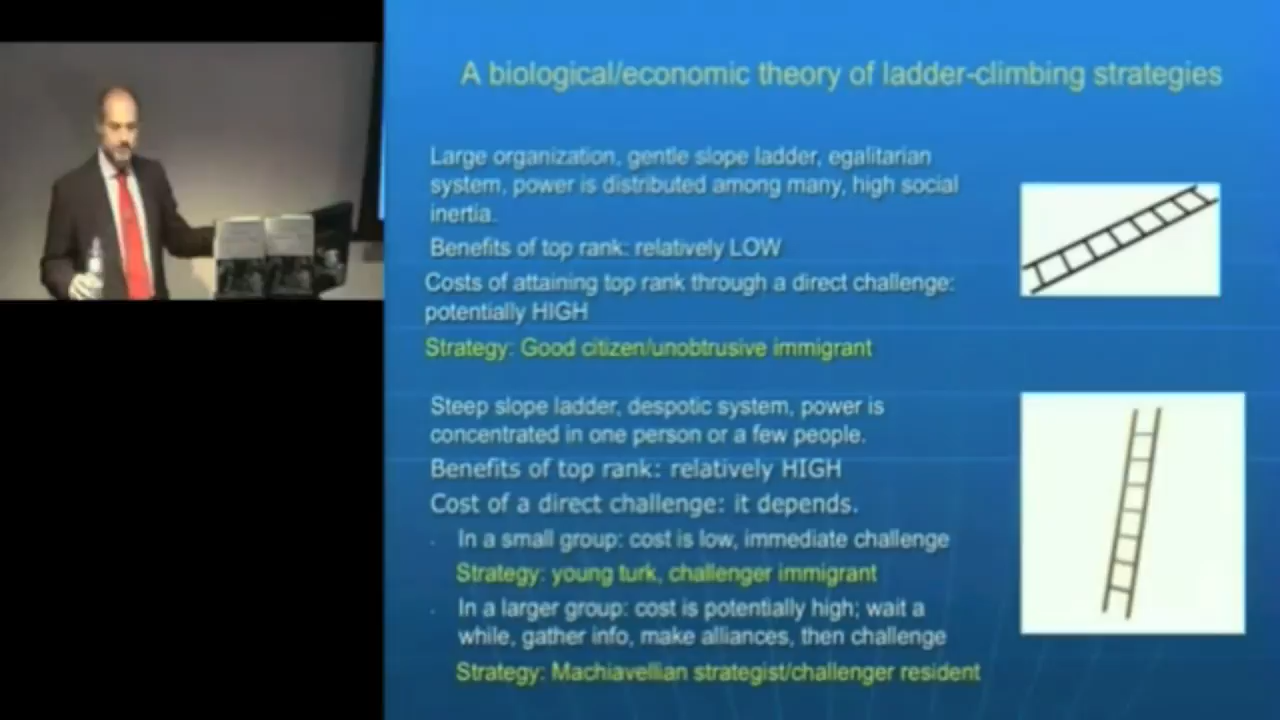 A biological/economic theory of ladder-climbing strategies
Large organization, gentle slope ladder, egalitarian
system, power is distributed among many, high social
inertia.
Benefits of top rank: relatively LOW
Costs of attaining top rank through a direct challenge:
potentially HIGH
Strategy: Good citizen/unobtrusive immigrant
Steep slope ladder, despotic system, power is
concentrated in one person or a few people.
Benefits of top rank: relatively HIGH
Cost of a direct challenge: it depends.
In a small group: cost is low, immediate challenge
Strategy: young turk, challenger immigrant
In a larger group: cost is potentially high; wait a
while, gather info, make alliances, then challenge
Strategy: Machiavellian strategist/challenger resident